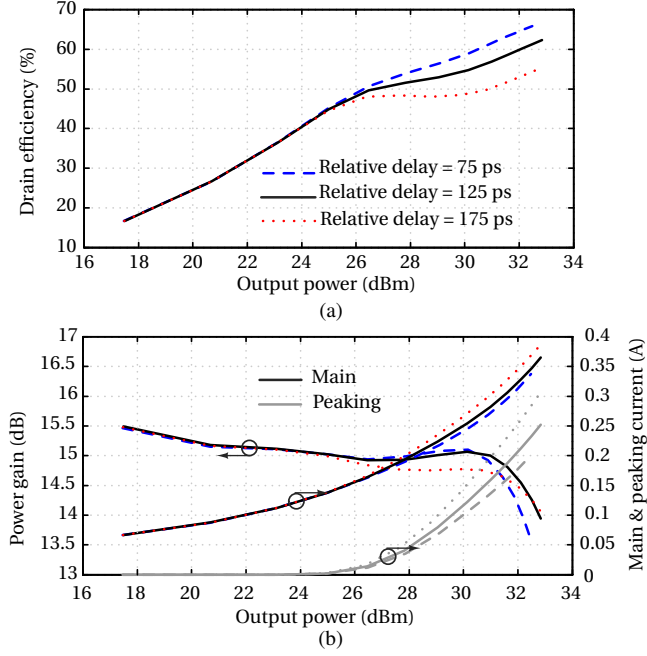 70
60
50
40
30
20
10
Drain efficiency (%)
Relative delay = 75 ps
Relative delay = 125 ps
Relative delay = 175 ps
16 18 20 22 24 26 28 30 32 34
Output power (dBm)
(a)
17
16.5
16
15.5
15
14.5
14
13.5
13
Power gain (dB)
Main
Peaking
0.4
0.35
0.3
0.25
0.2
0.15
0.1
0.05
0
Main & peaking current (A)
16 18 20 22 24 26 28 30 32 34
Output power (dBm)
(b)